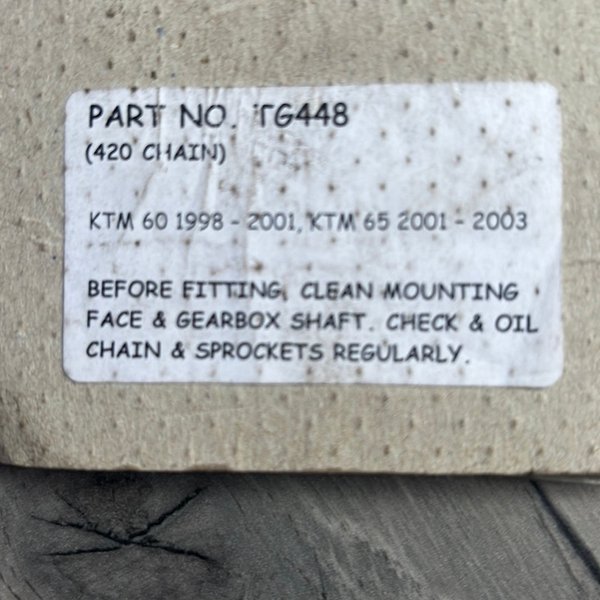 PART NO. TG448
(420 CHAIN)
KTM 60 1998 - 2001, KTM 65 2001 - 2003
BEFORE FITTING, CLEAN MOUNTING
FACE & GEARBOX SHAFT. CHECK & OIL
CHAIN & SPROCKETS REGULARLY.